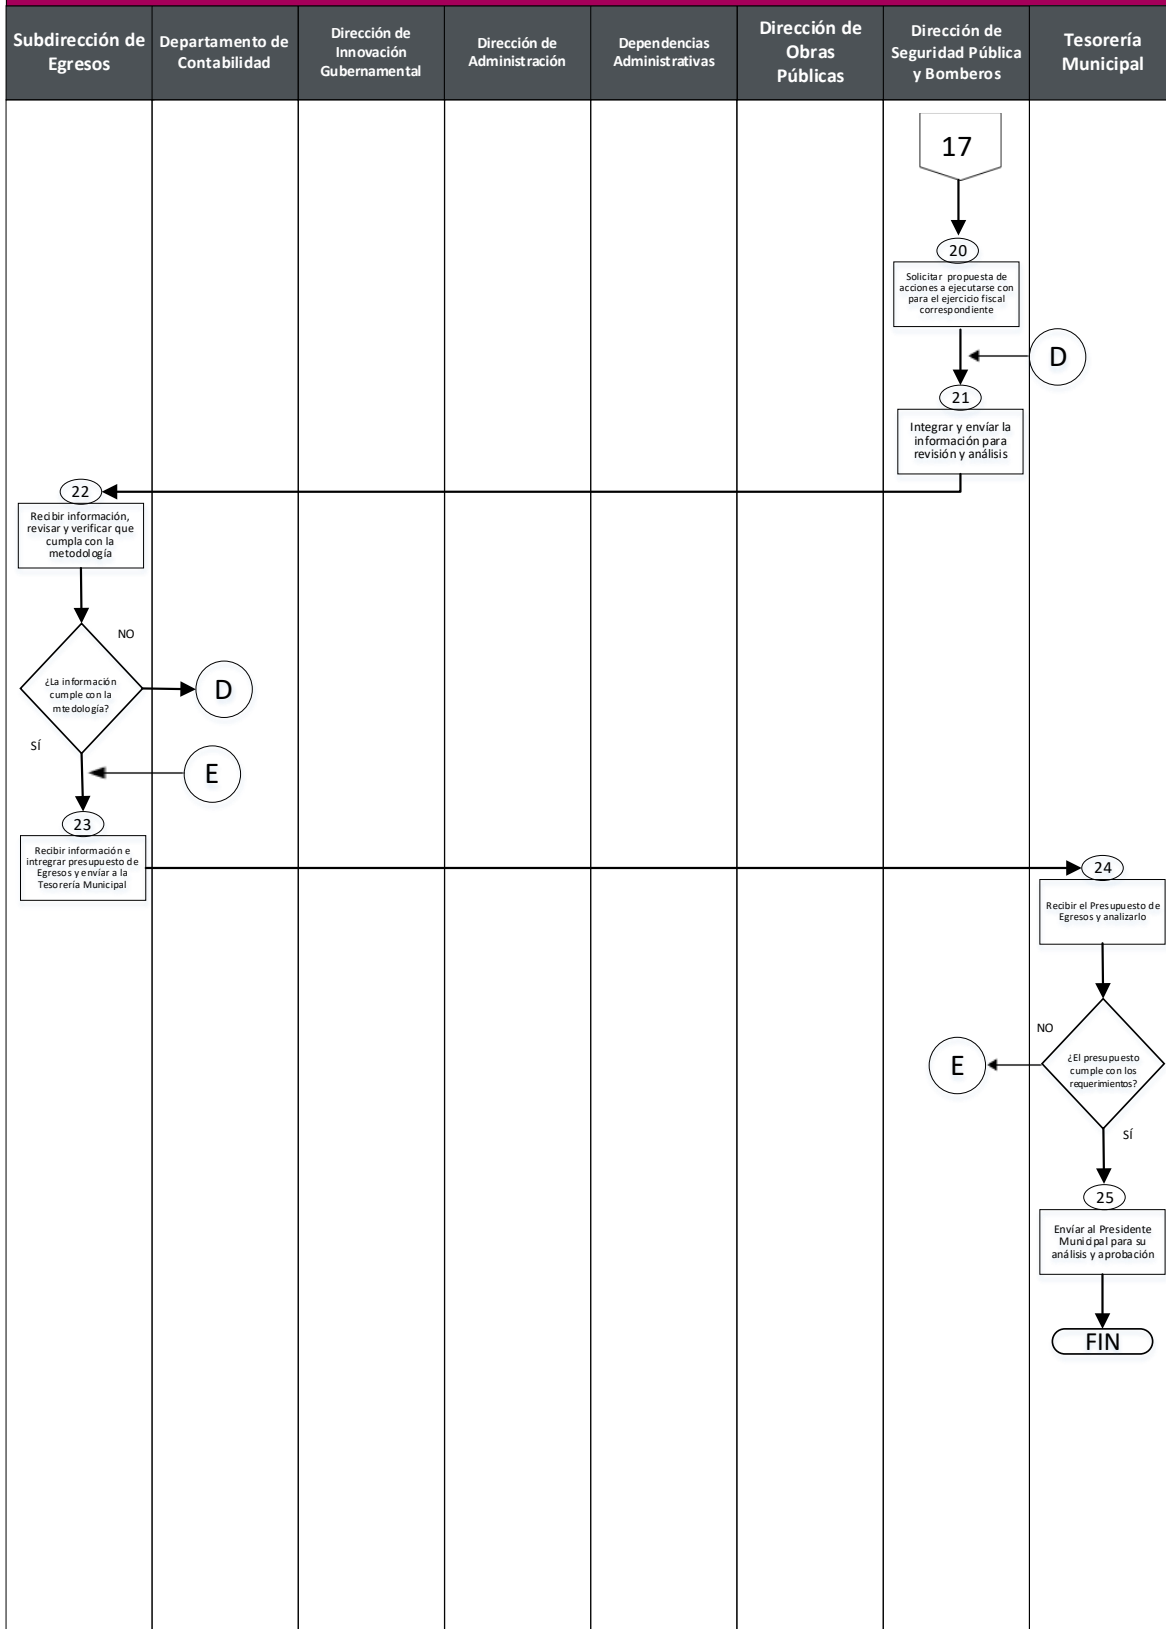 Subdirección de
Egresos
Departamento de
Contabilidad
Dirección de
Innovación
Gubernamental
Dirección de
Administración
Dependencias
Administrativas
Dirección de
Obras
Públicas
Dirección de
Seguridad Pública
y Bomberos
Tesorería
Municipal
17
20
Solicitar propuesta de
acciones a ejecutarse con
para el ejercicio fiscal
correspondiente
D
21
Integrar y envíar la
información para
revisión y análisis
22
Recibir información,
revisar y verificar que
cumpla con la
metodología
NO
¿La información
cumple con la
mtedología?
D
SÍ
E
23
Recibir información e
intregrar presupuesto de
Egresos y envíar a la
Tesorería Municipal
24
Recibir el Presupuesto de
Egresos y analizarlo
NO
¿El presupuesto
cumple con los
requerimientos?
E
SÍ
25
Envíar al Presidente
Municipal para su
análisis y aprobación
FIN